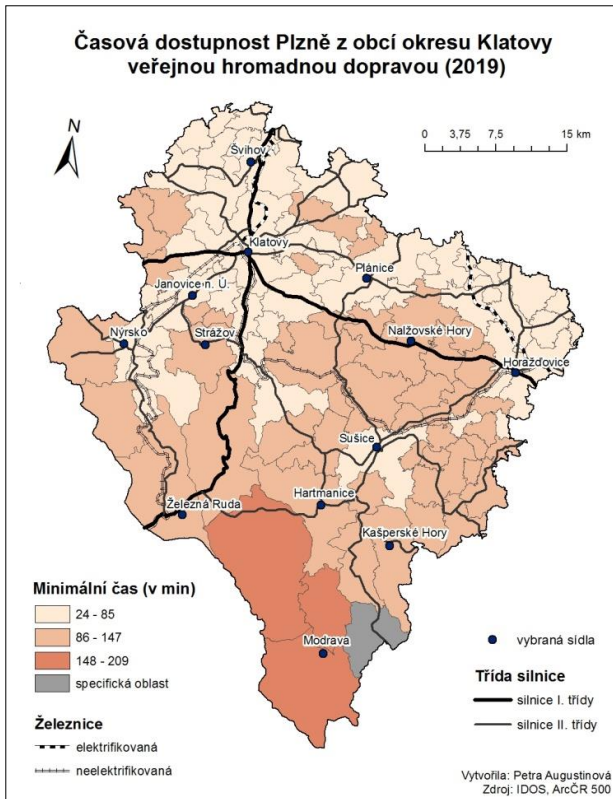 Časová dostupnost Plzně z obcí okresu Klatovy
veřejnou hromadnou dopravou (2019)
N
0 3,75 7,5 15 km
Švihov
Klatovy
Plánice
Janovice n. Ú.
Nýrsko
Strážov
Nalžovské Hory
Horažďovice
Sušice
Železná Ruda
Hartmanice
Kašperské Hory
Modrava
Minimální čas (v min)
24 - 85
86 - 147
148 - 209
specifická oblast
Železnice
elektrifikovaná
neelektrifikovaná
vybraná sídla
Třída silnice
silnice I. třídy
silnice II. třídy
Vytvořila: Petra Augustinová
Zdroj: IDOS, ArcČR 500